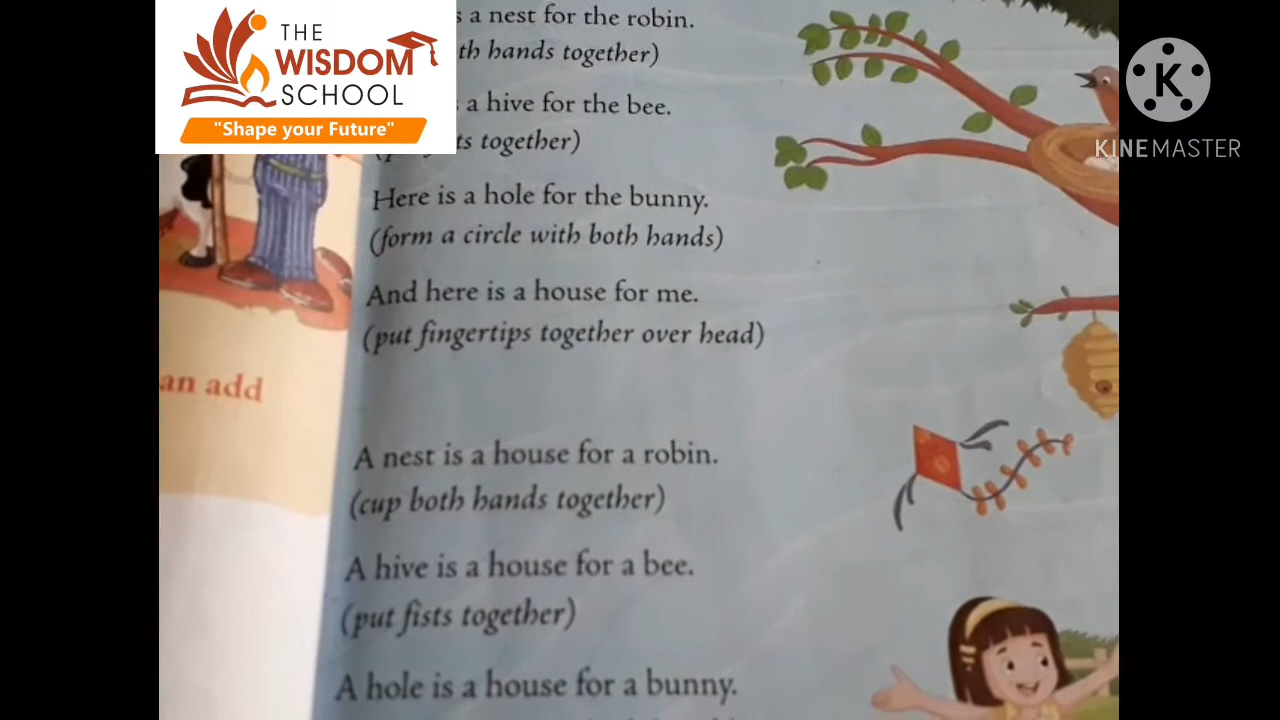 THE
WISDOM
SCHOOL
"Shape your Future"
KINEMASTER
a nest for the robin.
both hands together)
a hive for the bee.
together)
Here is a hole for the bunny.
(form a circle with both hands)
And here is a house for me.
(put fingertips together over head)
an add
A nest is a house for a robin.
(cup both hands together)
A hive is a house for a bee.
(put fists together)
A hole is a house for a bunny.